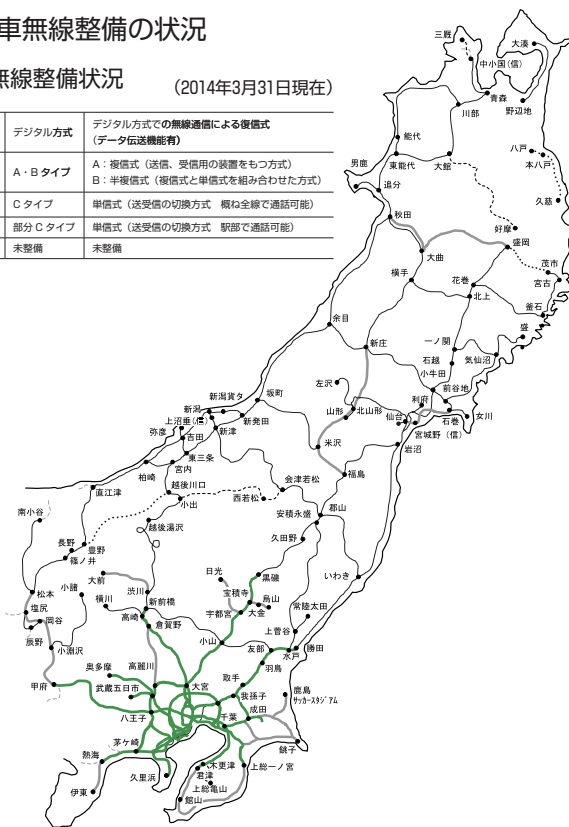 車無線整備の状況
無線整備状況
(2014年3月31日現在)
デジタル方式
デジタル方式での無線通信による復信式
(データ伝送機能有)
A・Bタイプ
A：複信式（送信、受信用の装置をもつ方式）
B：半複信式（複信式と単信式を組み合わせた方式）
Cタイプ
単信式（送受信の切換方式　概ね全線で通話可能）
部分Cタイプ
単信式（送受信の切換方式　駅部で通話可能）
未整備
未整備
三厩
大湊
中小国(信)
青森
野辺地
川部
能代
八戸
本八戸
男鹿
東能代
大館
追分
久慈
秋田
好摩
盛岡
大曲
茂市
宮古
横手
花巻
北上
釜石
余目
盛
新庄
一ノ関
気仙沼
石越
小牛田
左沢
前谷地
新潟貨タ
坂町
利府
新潟
山形
北山形
仙台
石巻
女川
上沼垂(信)
新発田
宮城野（信）
弥彦
吉田
新津
米沢
岩沼
東三条
柏崎
宮内
福島
直江津
越後川口
会津若松
西若松
小出
郡山
南小谷
安積永盛
越後湯沢
久田野
長野
豊野
篠ノ井
日光
黒磯
大前
宝積寺
いわき
小諸
渋川
烏山
松本
横川
新前橋
大金
塩尻
宇都宮
常陸太田
高崎
岡谷
倉賀野
上菅谷
小山
辰野
友部
水戸
勝田
小淵沢
羽鳥
奥多摩
高麗川
取手
甲府
大宮
鹿島
サッカースタジアム
武蔵五日市
我孫子
成田
八王子
千葉
茅ケ崎
銚子
熱海
木更津
上総一ノ宮
久里浜
君津
伊東
上総亀山
館山